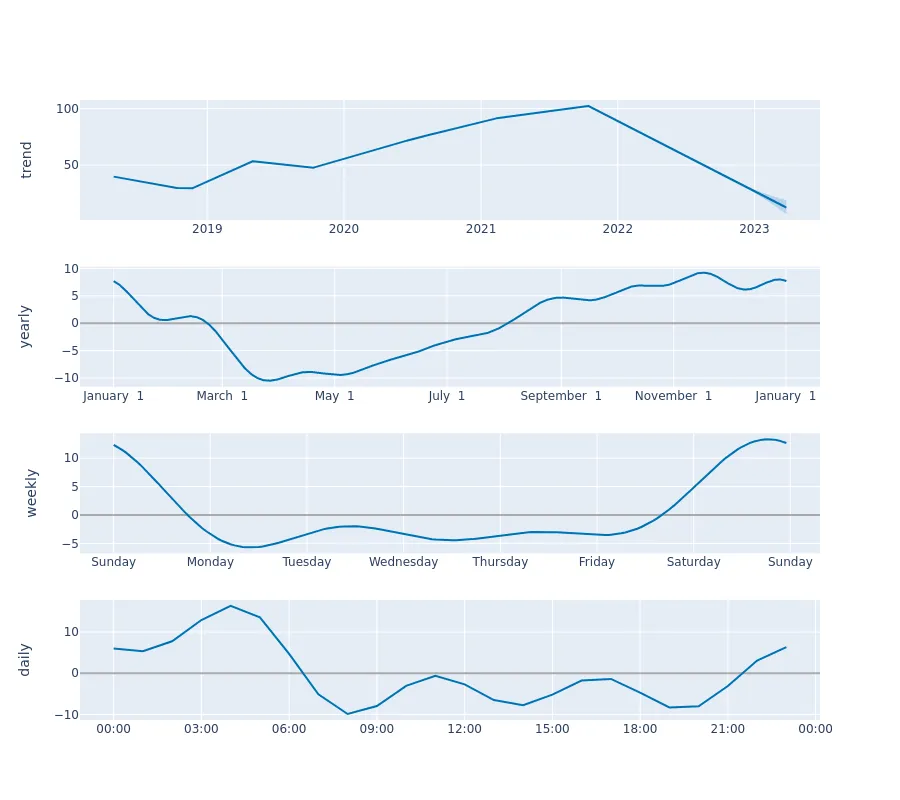 trend
100
50
2019 2020 2021 2022 2023
yearly
10
5
0
−5
−10
January 1 March 1 May 1 July 1 September 1 November 1 January 1
weekly
10
5
0
−5
Sunday Monday Tuesday Wednesday Thursday Friday Saturday Sunday
daily
10
0
−10
00:00 03:00 06:00 09:00 12:00 15:00 18:00 21:00 00:00